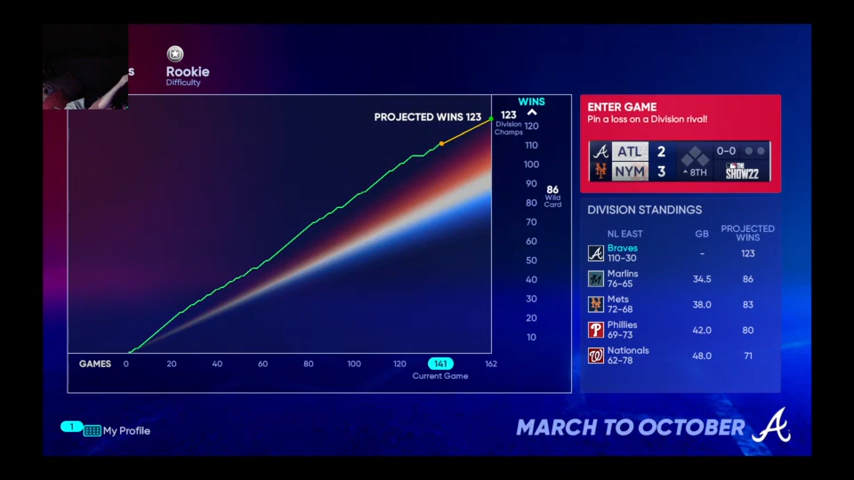 s
Rookie
Difficulty
PROJECTED WINS 123
WINS
123
Division
Champs
120
110
100
90
86
Wild
Card
80
70
60
50
40
30
20
10
GAMES 0 20 40 60 80 100 120 141 162
Current Game
ENTER GAME
Pin a loss on a Division rival!
ATL 2 0-0
NYM 3 8TH THE SHOW22
DIVISION STANDINGS
NL EAST GB PROJECTED WINS
Braves
110-30 - 123
Marlins
76-65 34.5 86
Mets
72-68 38.0 83
Phillies
69-73 42.0 80
Nationals
62-78 48.0 71
1 My Profile
MARCH TO OCTOBER